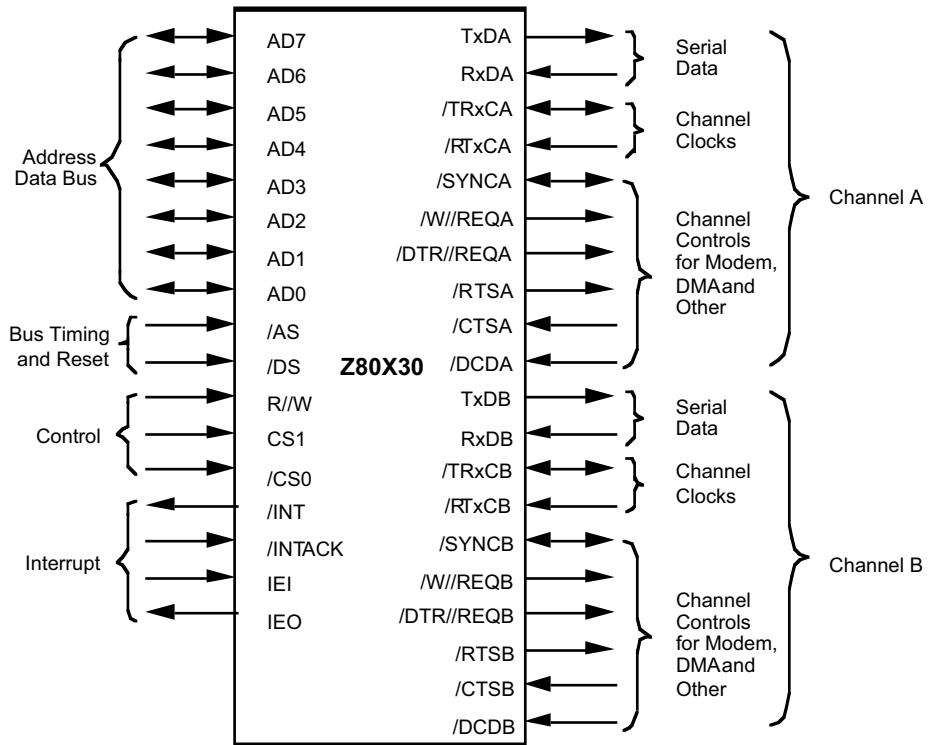 Address
Data Bus
Bus Timing
and Reset
Control
Interrupt
AD7
AD6
AD5
AD4
AD3
AD2
AD1
AD0
/AS
/DS
R//W
CS1
/CS0
/INT
/INTACK
IEI
IEO
Z80X30
TxDA
RxDA
/TRxCA
/RTxCA
/SYNCA
/W//REQA
/DTR//REQA
/RTSA
/CTSA
/DCDA
TxDB
RxDB
/TRxCB
/RTxCB
/SYNCB
/W//REQB
/DTR//REQB
/RTSB
/CTSB
/DCDB
Serial
Data
Channel
Clocks
Channel
Controls
for Modem,
DMA and
Other
Channel A
Serial
Data
Channel
Clocks
Channel
Controls
for Modem,
DMA and
Other
Channel B